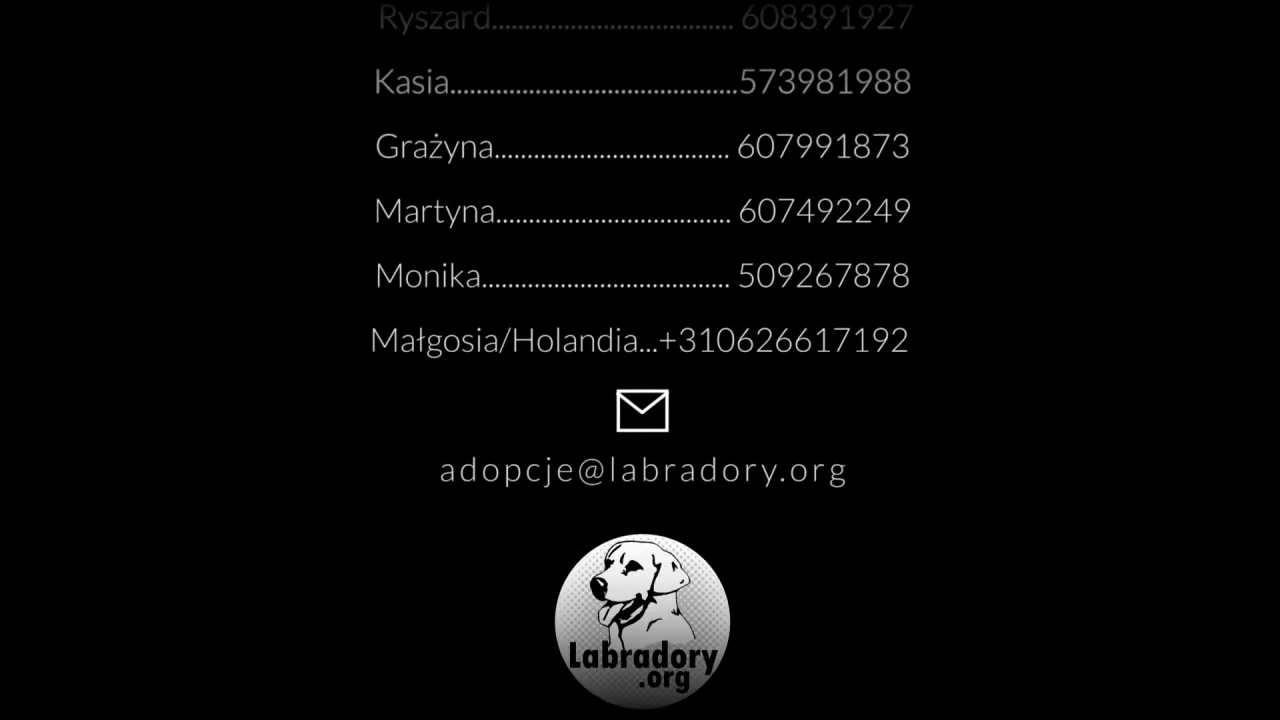 Ryszard..................................... 608391927
Kasia............................................573981988
Grażyna.................................... 607991873
Martyna.................................... 607492249
Monika...................................... 509267878
Małgosia/Holandia...+310626617192
adopcje@labradory.org
Labradory
.org